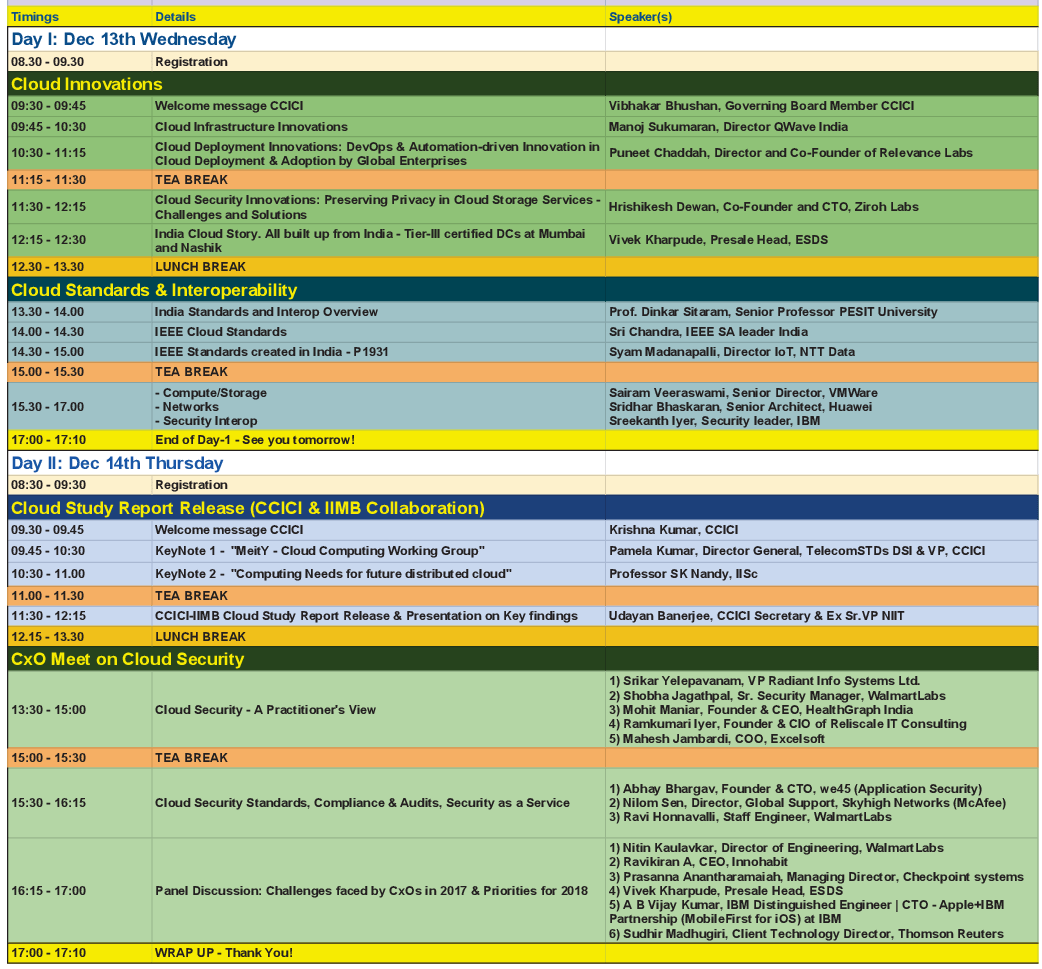 Timings Details Speaker(s)
Day I: Dec 13th Wednesday
08.30 - 09.30 Registration
Cloud Innovations
09:30 - 09:45 Welcome message CCICI Vibhakar Bhushan, Governing Board Member CCICI
09:45 - 10:30 Cloud Infrastructure Innovations Manoj Sukumaran, Director QWave India
10:30 - 11:15 Cloud Deployment Innovations: DevOps & Automation-driven Innovation in
Cloud Deployment & Adoption by Global Enterprises Puneet Chaddah, Director and Co-Founder of Relevance Labs
11:15 - 11:30 TEA BREAK
11:30 - 12:15 Cloud Security Innovations: Preserving Privacy in Cloud Storage Services -
Challenges and Solutions Hrishikesh Dewan, Co-Founder and CTO, Ziroh Labs
12:15 - 12:30 India Cloud Story. All built up from India - Tier-III certified DCs at Mumbai
and Nashik Vivek Kharpude, Presale Head, ESDS
12.30 - 13.30 LUNCH BREAK
Cloud Standards & Interoperability
13.30 - 14.00 India Standards and Interop Overview Prof. Dinkar Sitaram, Senior Professor PESIT University
14.00 - 14.30 IEEE Cloud Standards Sri Chandra, IEEE SA leader India
14.30 - 15.00 IEEE Standards created in India - P1931 Syam Madanapalli, Director IoT, NTT Data
15.00 - 15.30 TEA BREAK
15.30 - 17.00 - Compute/Storage Sairam Veeraswami, Senior Director, VMWare
- Networks Sridhar Bhaskaran, Senior Architect, Huawei
- Security Interop Sreekanth Iyer, Security leader, IBM
17:00 - 17:10 End of Day-1 - See you tomorrow!
Day II: Dec 14th Thursday
08:30 - 09:30 Registration
Cloud Study Report Release (CCICI & IIMB Collaboration)
09.30 - 09.45 Welcome message CCICI Krishna Kumar, CCICI
09.45 - 10:30 KeyNote 1 - "MeitY - Cloud Computing Working Group" Pamela Kumar, Director General, TelecomSTDs DSI & VP, CCICI
10:30 - 11.00 KeyNote 2 - "Computing Needs for future distributed cloud" Professor SK Nandy, IISc
11.00 - 11.30 TEA BREAK
11:30 - 12:15 CCICI-IIMB Cloud Study Report Release & Presentation on Key findings Udayan Banerjee, CCICI Secretary & Ex Sr.VP NIIT
12.15 - 13.30 LUNCH BREAK
CxO Meet on Cloud Security
13:30 - 15:00 Cloud Security - A Practitioner's View 1) Srikar Yelepavanam, VP Radiant Info Systems Ltd.
2) Shobha Jagathpal, Sr. Security Manager, WalmartLabs
3) Mohit Maniar, Founder & CEO, HealthGraph India
4) Ramkumari Iyer, Founder & CIO of Reliscale IT Consulting
5) Mahesh Jambardi, COO, Excelsoft
15:00 - 15:30 TEA BREAK
15:30 - 16:15 Cloud Security Standards, Compliance & Audits, Security as a Service 1) Abhay Bhargav, Founder & CTO, we45 (Application Security)
2) Nilom Sen, Director, Global Support, Skyhigh Networks (McAfee)
3) Ravi Honnavalli, Staff Engineer, WalmartLabs
16:15 - 17:00 Panel Discussion: Challenges faced by CxOs in 2017 & Priorities for 2018 1) Nitin Kaulavkar, Director of Engineering, WalmartLabs
2) Ravikiran A, CEO, Innohabit
3) Prasanna Anantharamaiah, Managing Director, Checkpoint systems
4) Vivek Kharpude, Presale Head, ESDS
5) A B Vijay Kumar, IBM Distinguished Engineer | CTO - Apple+IBM
Partnership (MobileFirst for iOS) at IBM
6) Sudhir Madhugiri, Client Technology Director, Thomson Reuters
17:00 - 17:10 WRAP UP - Thank You!